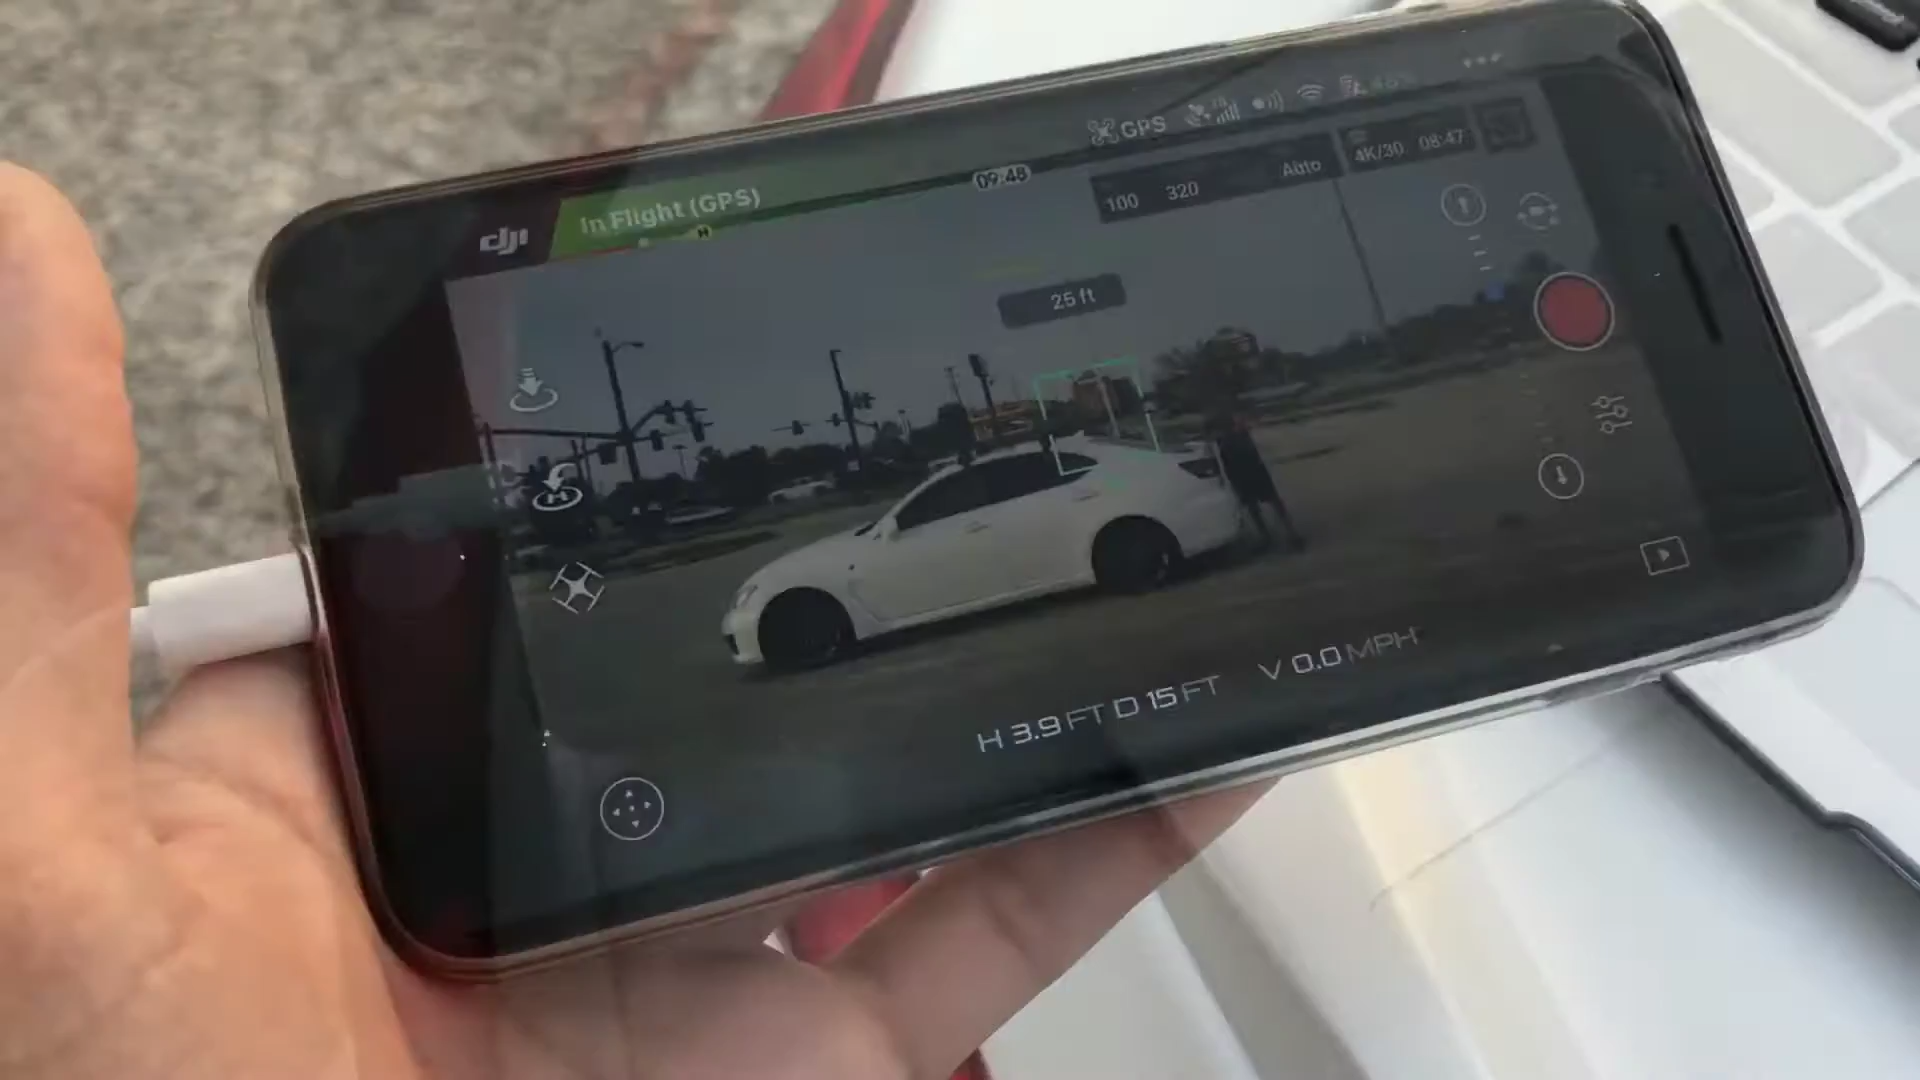 GPS
dji
In Flight (GPS)
H
09:48
100 320 Auto
4K/30 08:47
25 ft
H
H 3.9 FT D 15 FT V 0.0 MPH